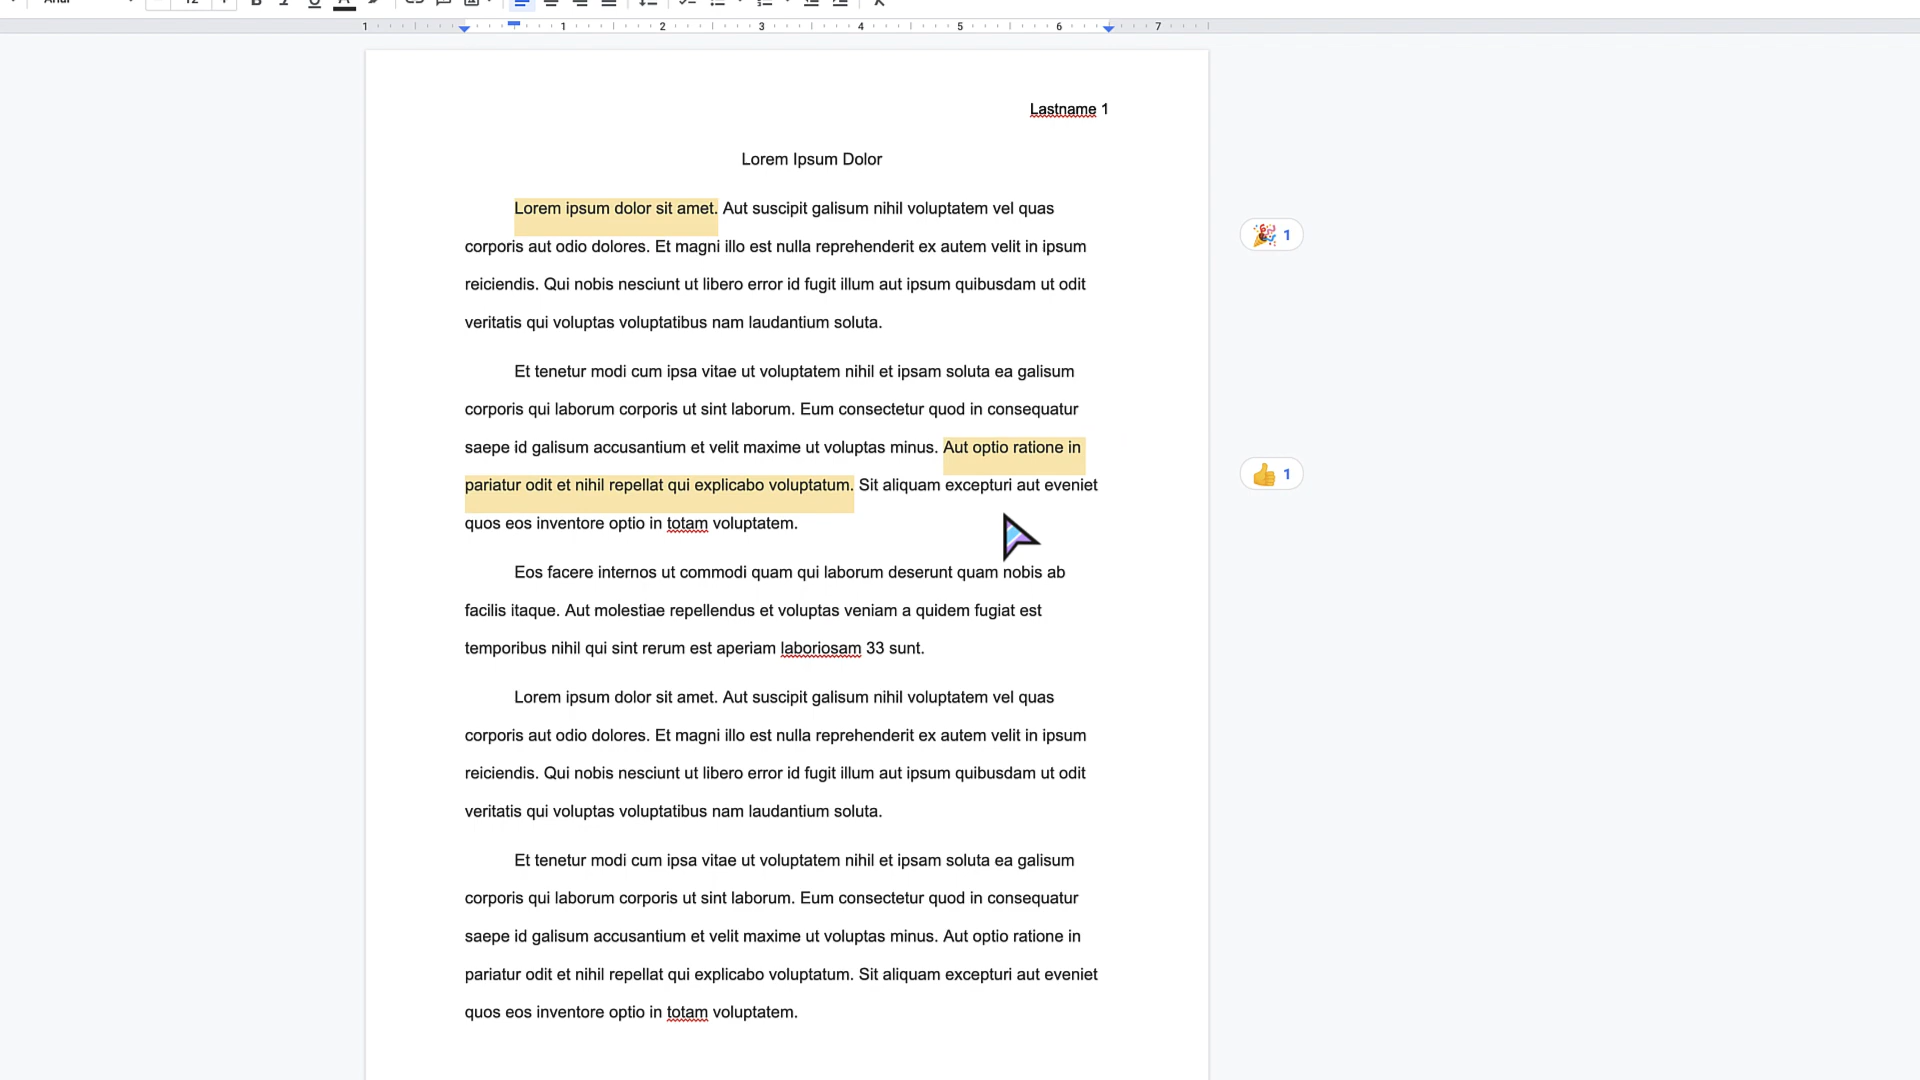 1 1 2 3 4 5 6 7
Lastname 1
Lorem Ipsum Dolor
Lorem ipsum dolor sit amet. Aut suscipit galisum nihil voluptatem vel quas
corporis aut odio dolores. Et magni illo est nulla reprehenderit ex autem velit in ipsum
reiciendis. Qui nobis nesciunt ut libero error id fugit illum aut ipsum quibusdam ut odit
veritatis qui voluptas voluptatibus nam laudantium soluta.
1
Et tenetur modi cum ipsa vitae ut voluptatem nihil et ipsam soluta ea galisum
corporis qui laborum corporis ut sint laborum. Eum consectetur quod in consequatur
saepe id galisum accusantium et velit maxime ut voluptas minus. Aut optio ratione in
pariatur odit et nihil repellat qui explicabo voluptatum. Sit aliquam excepturi aut eveniet
quos eos inventore optio in totam voluptatem.
1
Eos facere internos ut commodi quam qui laborum deserunt quam nobis ab
facilis itaque. Aut molestiae repellendus et voluptas veniam a quidem fugiat est
temporibus nihil qui sint rerum est aperiam laboriosam 33 sunt.
Lorem ipsum dolor sit amet. Aut suscipit galisum nihil voluptatem vel quas
corporis aut odio dolores. Et magni illo est nulla reprehenderit ex autem velit in ipsum
reiciendis. Qui nobis nesciunt ut libero error id fugit illum aut ipsum quibusdam ut odit
veritatis qui voluptas voluptatibus nam laudantium soluta.
Et tenetur modi cum ipsa vitae ut voluptatem nihil et ipsam soluta ea galisum
corporis qui laborum corporis ut sint laborum. Eum consectetur quod in consequatur
saepe id galisum accusantium et velit maxime ut voluptas minus. Aut optio ratione in
pariatur odit et nihil repellat qui explicabo voluptatum. Sit aliquam excepturi aut eveniet
quos eos inventore optio in totam voluptatem.